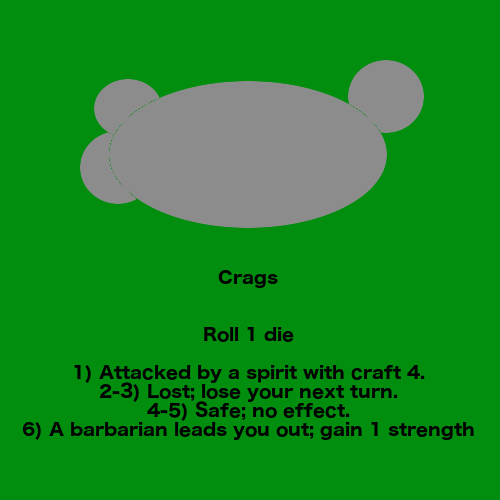 Crags
Roll 1 die
1) Attacked by a spirit with craft 4.
2-3) Lost; lose your next turn.
4-5) Safe; no effect.
6) A barbarian leads you out; gain 1 strength